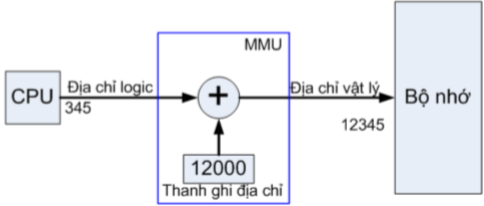 MMU
CPU
Địa chỉ logic
345
+
12000
Thanh ghi địa chỉ
Địa chỉ vật lý
12345
Bộ nhớ